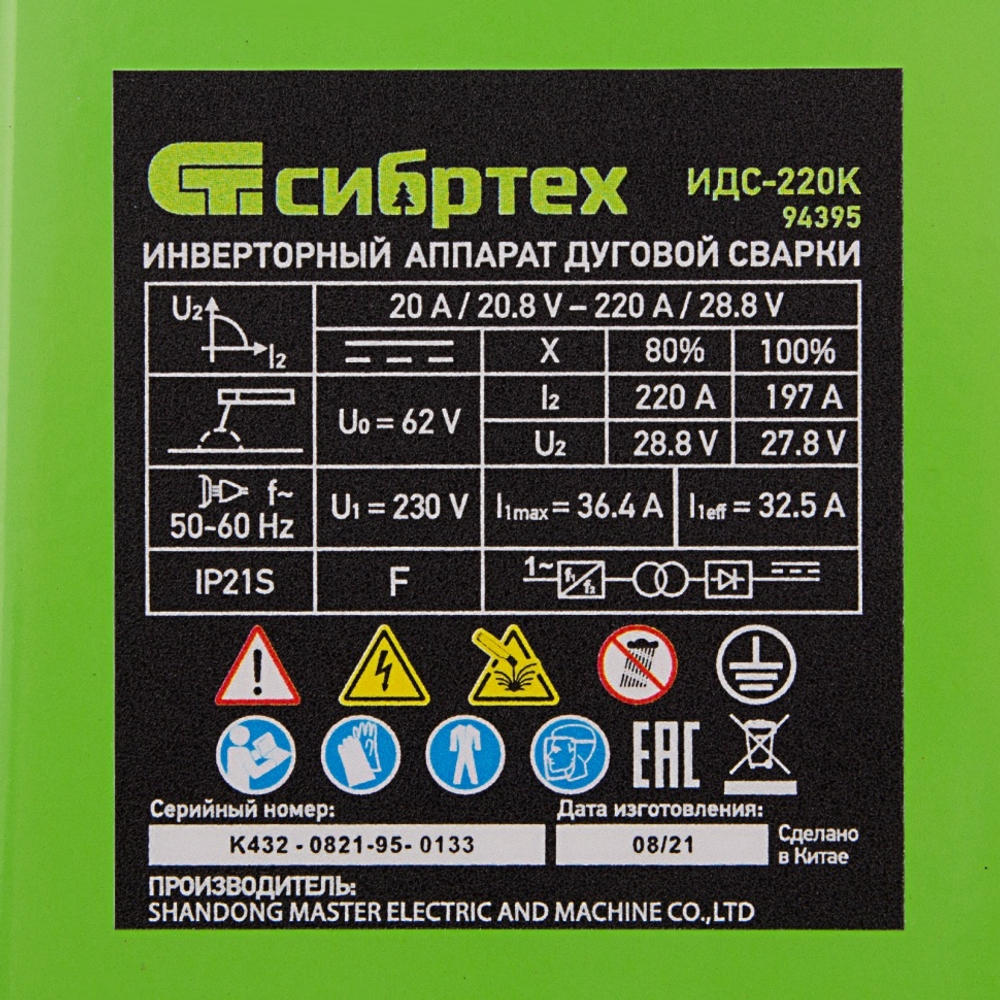 СТ сибртех ИДС-220К
94395
ИНВЕРТОРНЫЙ АППАРАТ ДУГОВОЙ СВАРКИ
U2 I2 20 A / 20.8 V – 220 A / 28.8 V
X 80% 100%
U0 = 62 V I2 220 A 197 A
U2 28.8 V 27.8 V
f~ 50-60 Hz U1 = 230 V I1max = 36.4 A I1eff = 32.5 A
IP21S F 1~ f1/f2
EAC
Серийный номер: Дата изготовления:
K432 - 0821-95- 0133 08/21 Сделано
в Китае
ПРОИЗВОДИТЕЛЬ:
SHANDONG MASTER ELECTRIC AND MACHINE CO.,LTD